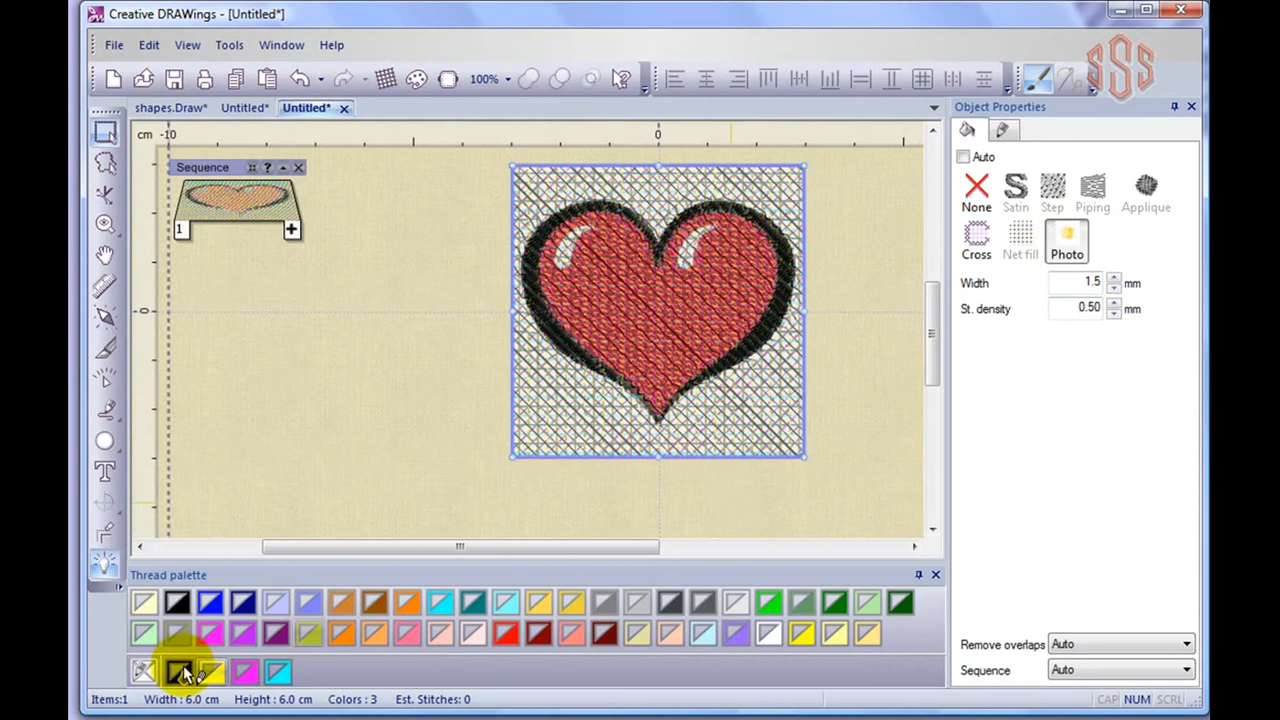 Creative DRAWings - [Untitled*]
File Edit View Tools Window Help
100%
SSS
shapes.Draw* Untitled* Untitled*
Object Properties
cm -10 0
Sequence ?
1
0
Auto
None Satin Step Piping Applique
Cross Net fill Photo
Width 1.5 mm
St. density 0.50 mm
Thread palette
Remove overlaps Auto
Sequence Auto
Items:1 Width : 6.0 cm Height : 6.0 cm Colors : 3 Est. Stitches: 0 CAP NUM SCRL